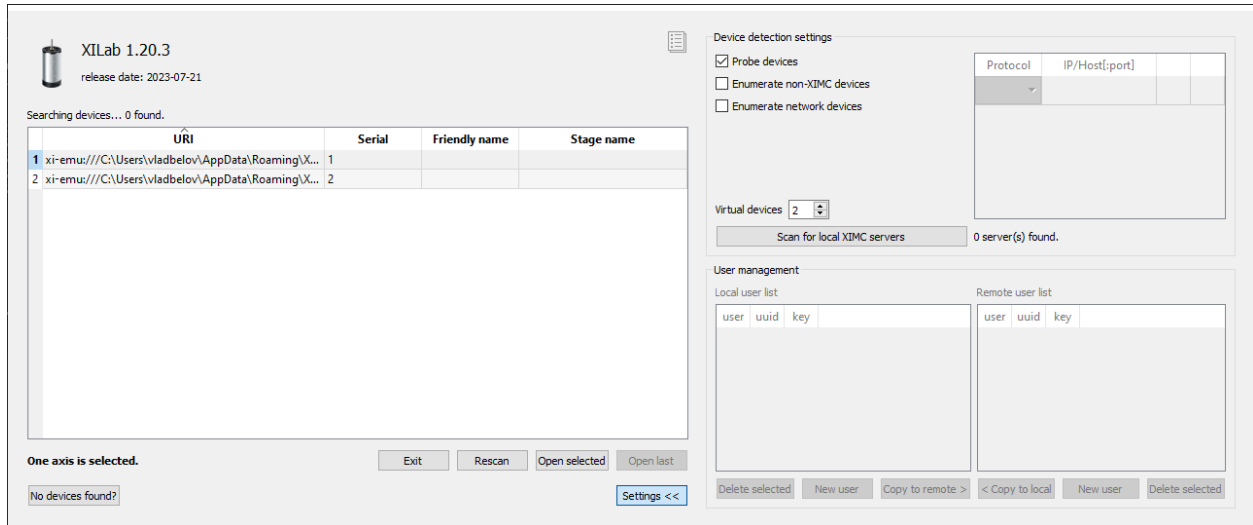 XILab 1.20.3
release date: 2023-07-21
Searching devices... 0 found.
URI Serial Friendly name Stage name
1 xi-emu:///C:\Users\vladbelov\AppData\Roaming\X... 1
2 xi-emu:///C:\Users\vladbelov\AppData\Roaming\X... 2
One axis is selected.
Exit Rescan Open selected Open last
No devices found? Settings <<
Device detection settings
Probe devices
Enumerate non-XIMC devices
Enumerate network devices
Protocol IP/Host[:port]
Virtual devices 2
Scan for local XIMC servers 0 server(s) found.
User management
Local user list
user uuid key
Delete selected New user Copy to remote >
Remote user list
user uuid key
< Copy to local New user Delete selected